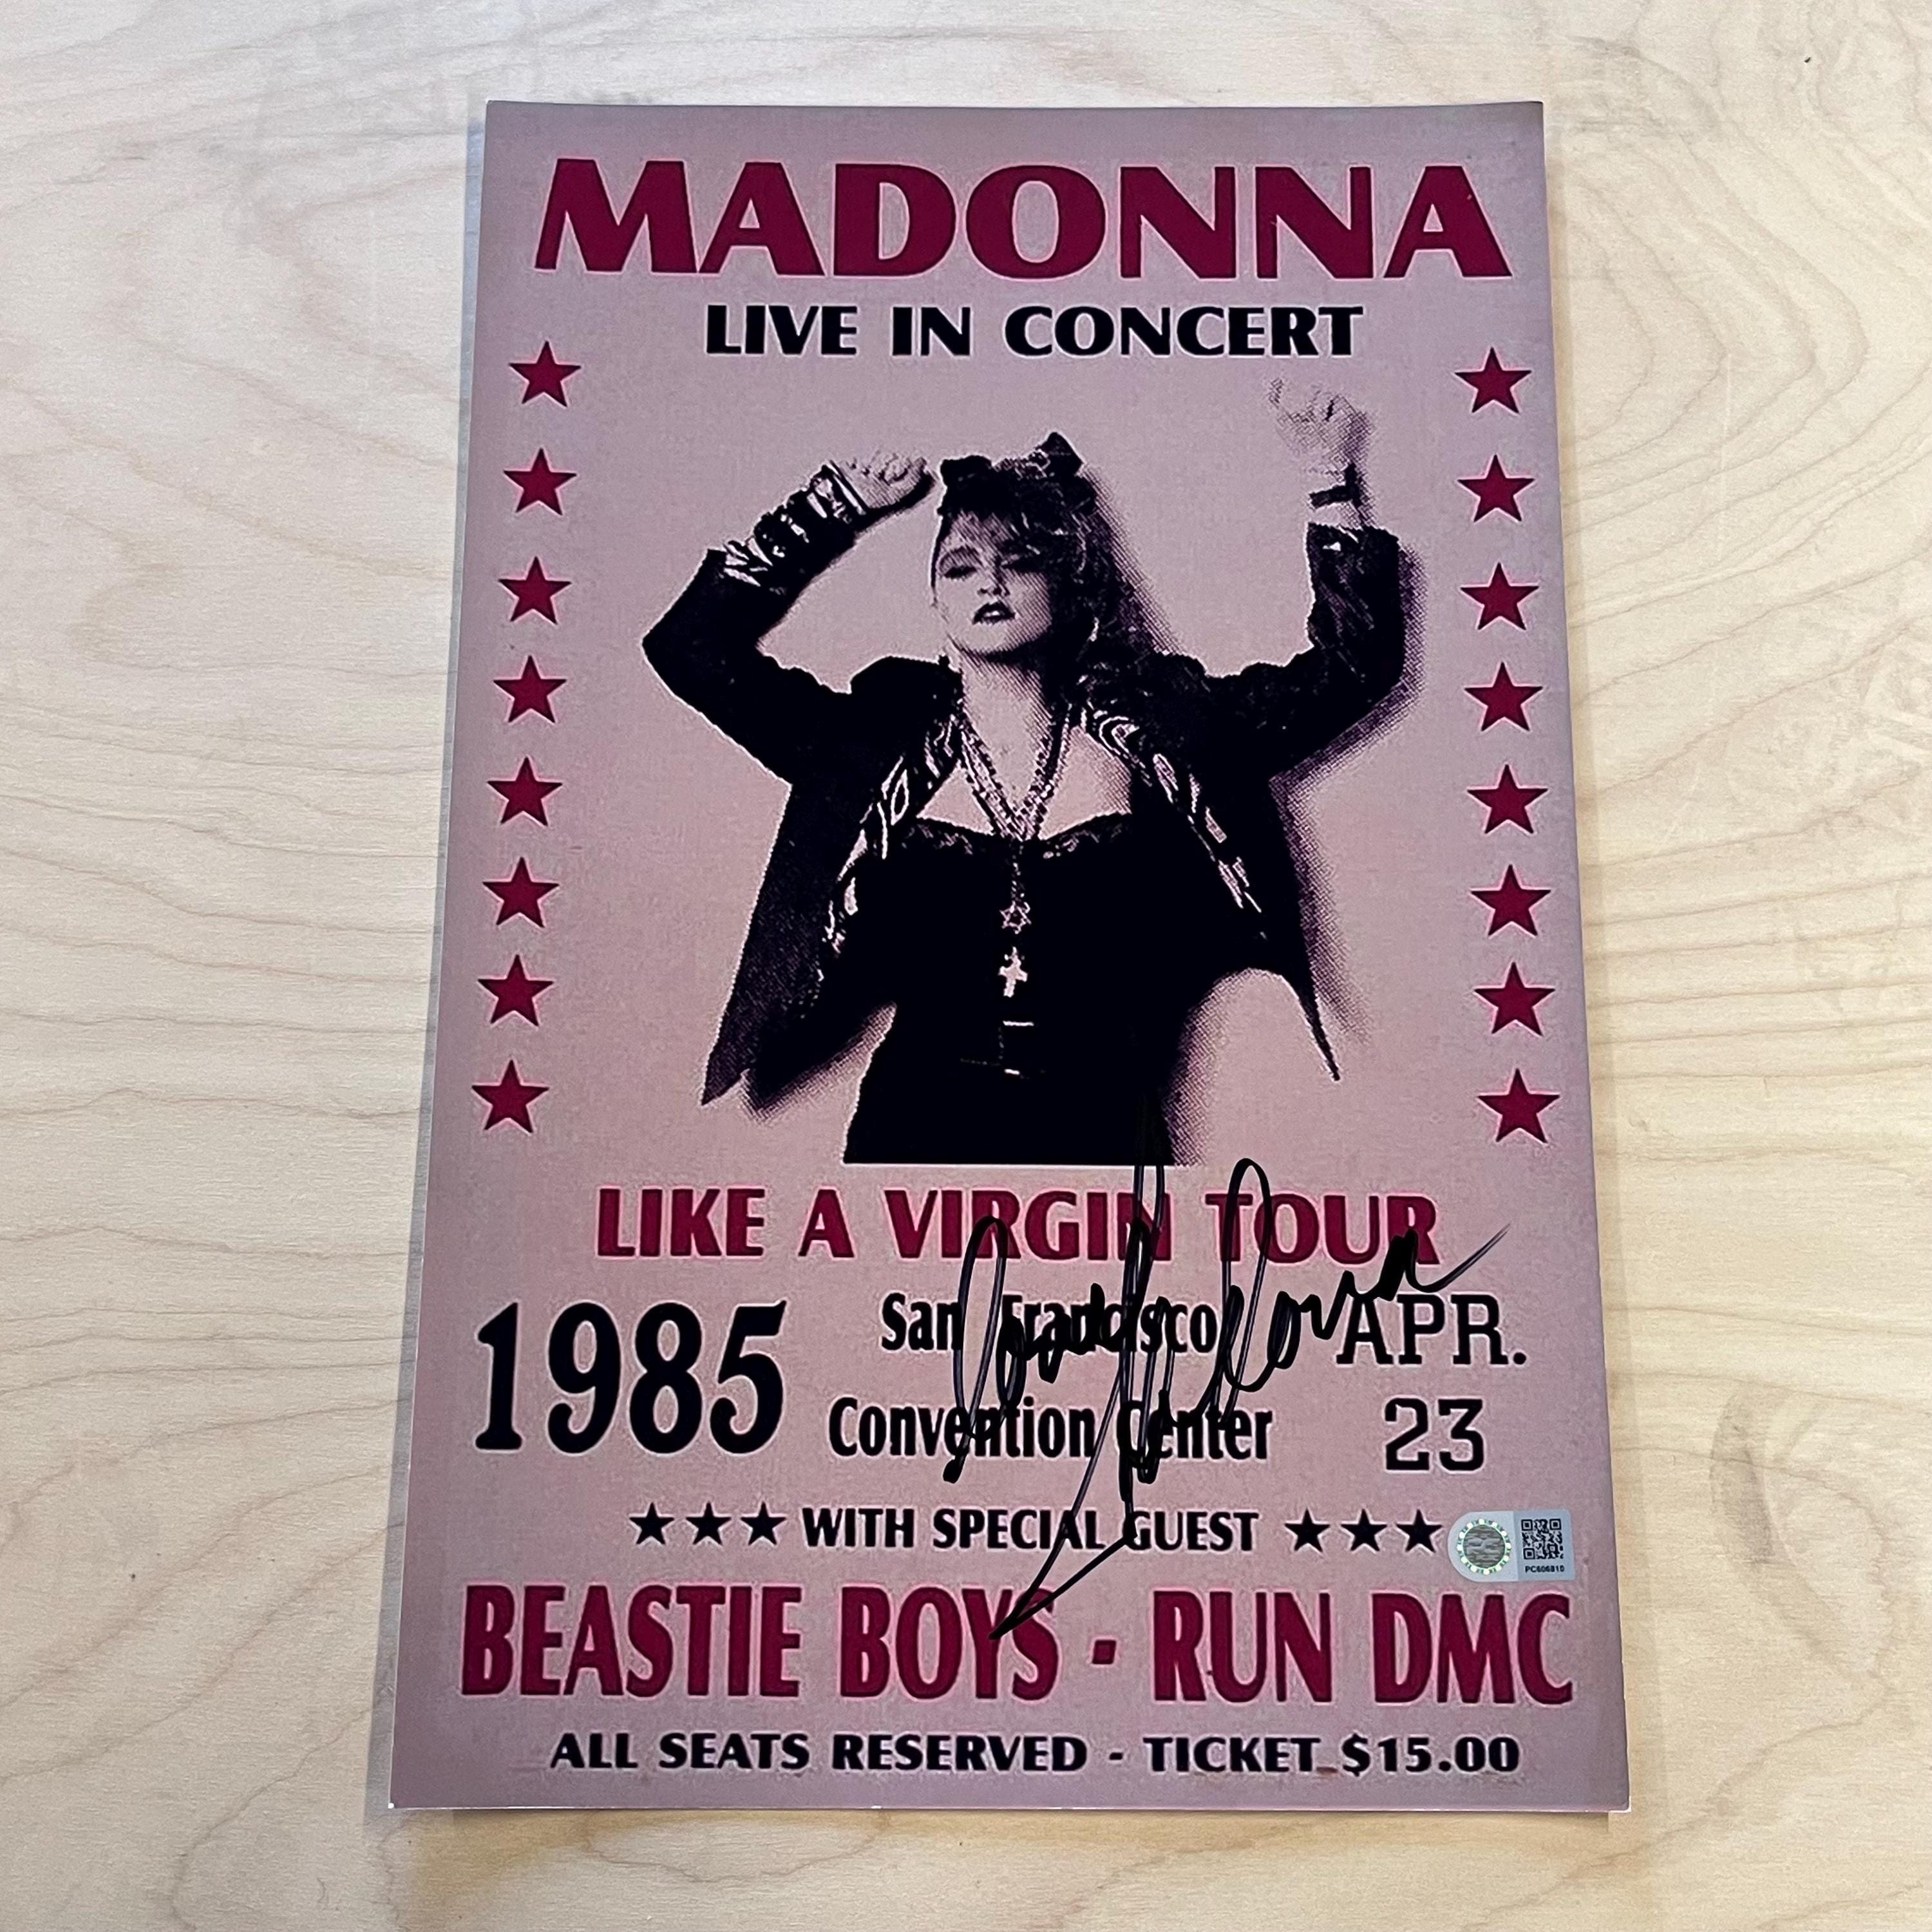 MADONNA
LIVE IN CONCERT
LIKE A VIRGIN TOUR
1985 San Francisco APR.
Convention Center 23
WITH SPECIAL GUEST
BEASTIE BOYS - RUN DMC
ALL SEATS RESERVED - TICKET $15.00
PC606810